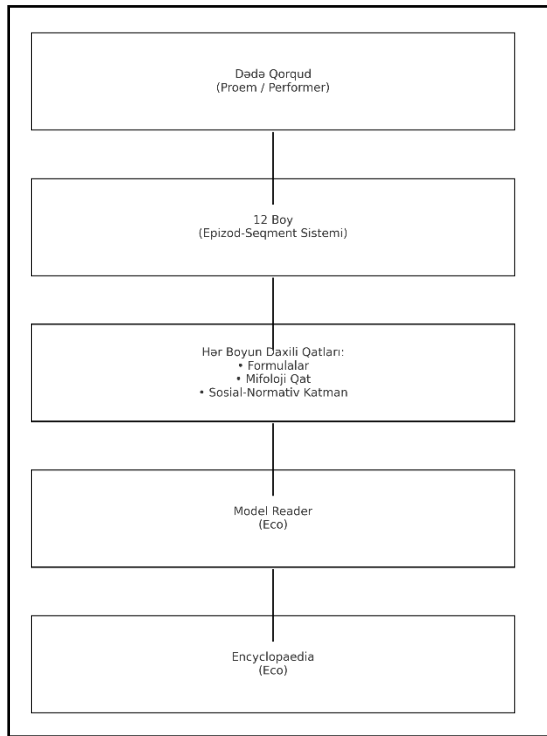 Dədə Qorqud
(Proem / Performer)
12 Boy
(Epizod-Seqment Sistemi)
Hər Boyun Daxili Qatları:
• Formulalar
• Mifoloji Qat
• Sosial-Normativ Katman
Model Reader
(Eco)
Encyclopaedia
(Eco)